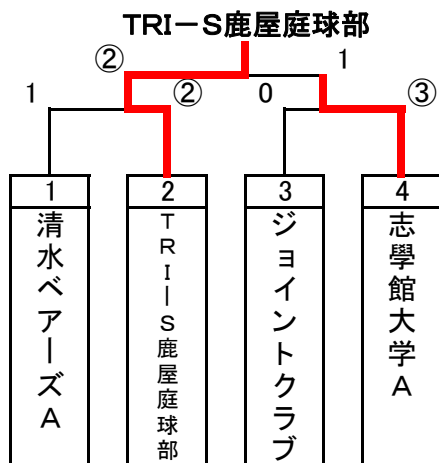 TRI－S鹿屋庭球部
② 1
1 ② 0 ③
1 2 3 4
清水ベアーズA
TRI－S鹿屋庭球部
ジョイントクラブ
志學館大学A